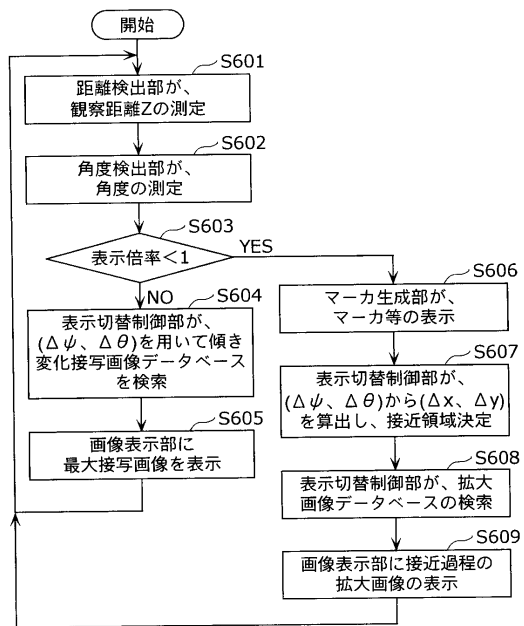 開始
S601
距離検出部が、
観察距離Zの測定
S602
角度検出部が、
角度の測定
S603
表示倍率<1
YES
NO
S604
表示切替制御部が、
(Δψ、Δθ)を用いて傾き
変化接写画像データベース
を検索
S605
画像表示部に
最大接写画像を表示
S606
マーカ生成部が、
マーカ等の表示
S607
表示切替制御部が、
(Δψ、Δθ)から(Δx、Δy)
を算出し、接近領域決定
S608
表示切替制御部が、拡大
画像データベースの検索
S609
画像表示部に接近過程の
拡大画像の表示